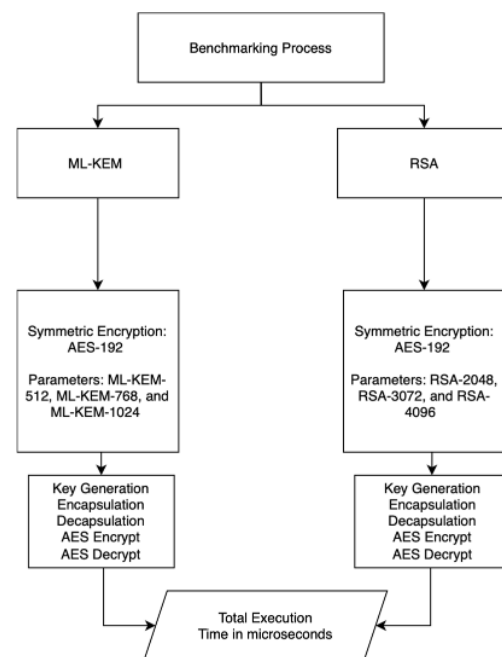 Benchmarking Process
ML-KEM
RSA
Symmetric Encryption:
AES-192
Parameters: ML-KEM-
512, ML-KEM-768, and
ML-KEM-1024
Symmetric Encryption:
AES-192
Parameters: RSA-2048,
RSA-3072, and RSA-
4096
Key Generation
Encapsulation
Decapsulation
AES Encrypt
AES Decrypt
Key Generation
Encapsulation
Decapsulation
AES Encrypt
AES Decrypt
Total Execution
Time in microseconds